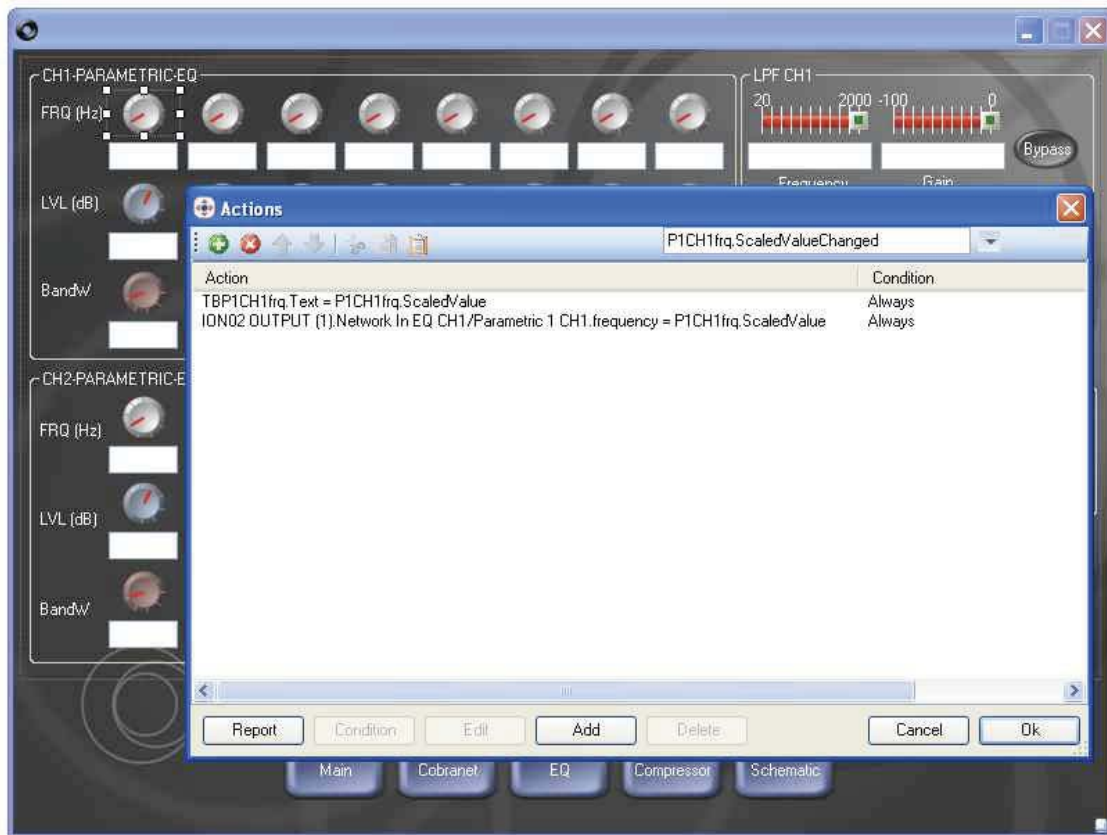 CH1-PARAMETRIC-EQ
LPF CH1
FRQ (Hz)
20 2000 -100 0
Bypass
Frequency Gain
LVL (dB)
BandW
CH2-PARAMETRIC-E
FRQ (Hz)
LVL (dB)
BandW
Actions
P1CH1frq.ScaledValueChanged
Action Condition
TBP1CH1frq.Text = P1CH1frq.ScaledValue Always
ION02 OUTPUT (1).Network In EQ CH1/Parametric 1 CH1.frequency = P1CH1frq.ScaledValue Always
Report Condition Edit Add Delete Cancel Ok
Main Cobranet EQ Compressor Schematic